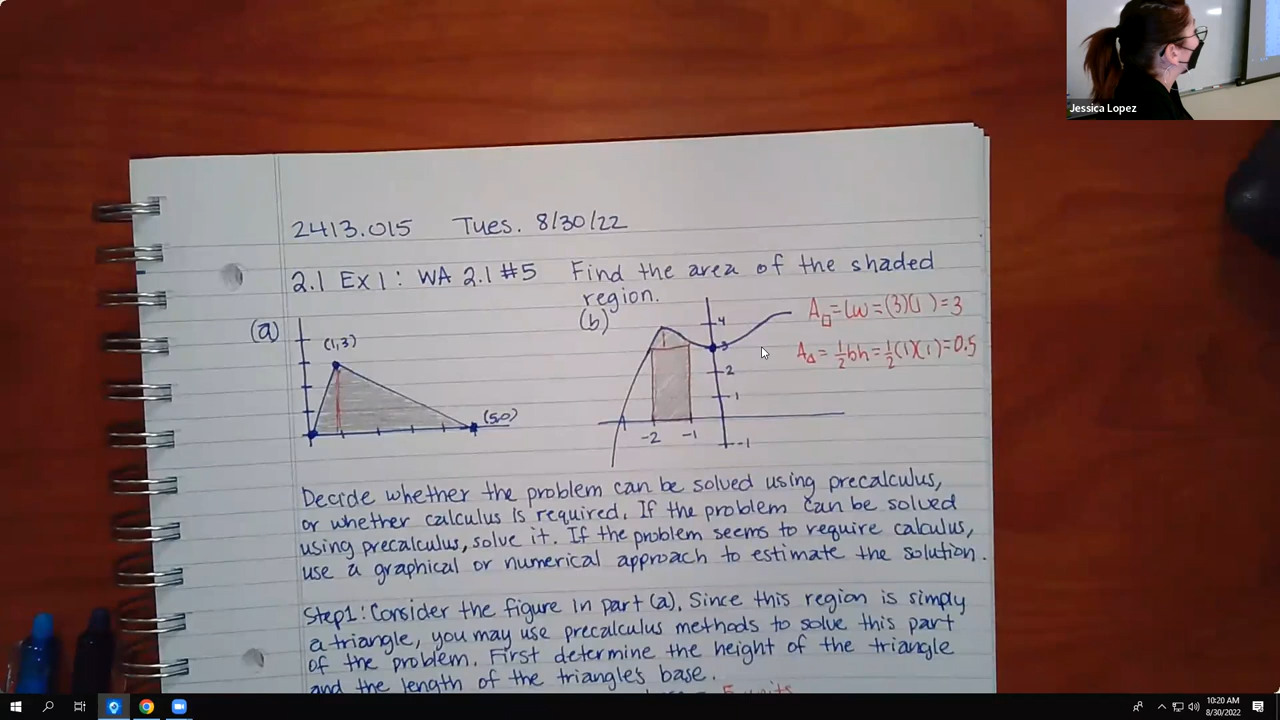 Jessica Lopez
2413.015 Tues. 8/30/22
2.1 Ex 1: WA 2.1 #5 Find the area of the shaded
region.
(a)
(1,3)
(5,0)
(b)
4
3
2
1
-1
-2 -1
A□ = lw = (3)(1) = 3
A△ = ½bh = ½(1)(1) = 0.5
Decide whether the problem can be solved using precalculus,
or whether calculus is required. If the problem can be solved
using precalculus, solve it. If the problem seems to require calculus,
use a graphical or numerical approach to estimate the solution.
Step1: Consider the figure in part (a). Since this region is simply
a triangle, you may use precalculus methods to solve this part
of the problem. First determine the height of the triangle
and the length of the triangle's base.
5 units
10:20 AM
8/30/2022